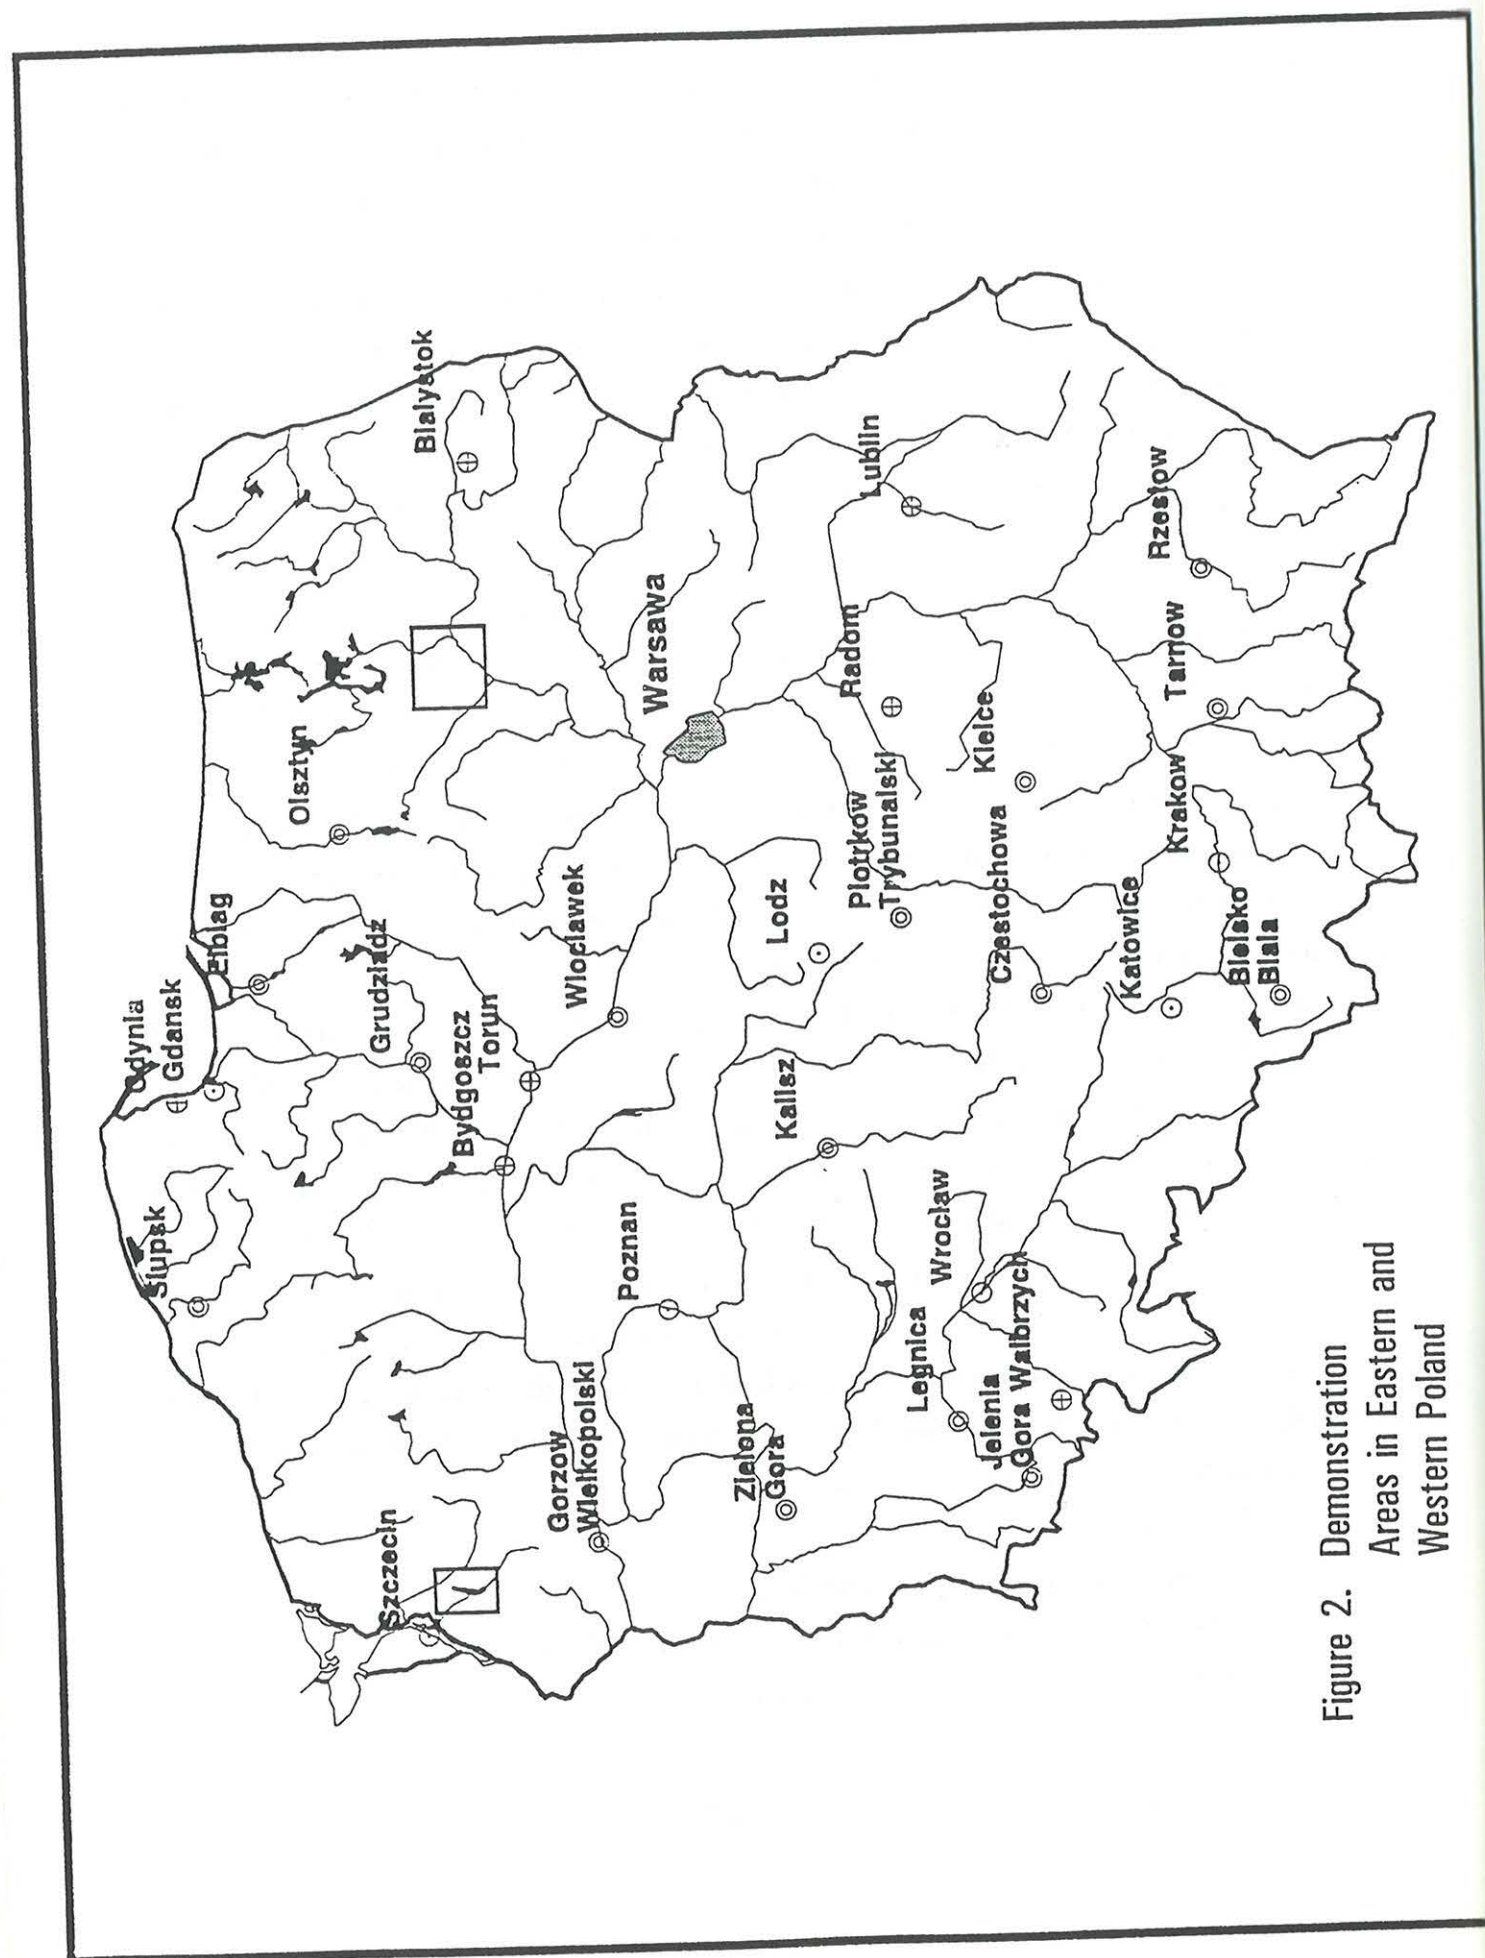 Gdynia
Gdansk
Slupsk
Elblag
Olsztyn
Szczecin
Grudziadz
Bialystok
Bydgoszcz
Torun
Gorzow
Wielkopolski
Wloclawek
Poznan
Warsawa
Zielona
Gora
Kalisz
Lodz
Piotrkow
Trybunalski
Radom
Lublin
Legnica
Wroclaw
Jelenia
Gora Walbrzych
Czestochowa
Kielce
Katowice
Krakow
Tarnow
Rzestow
Bielsko
Biala
Figure 2. Demonstration
Areas in Eastern and
Western Poland